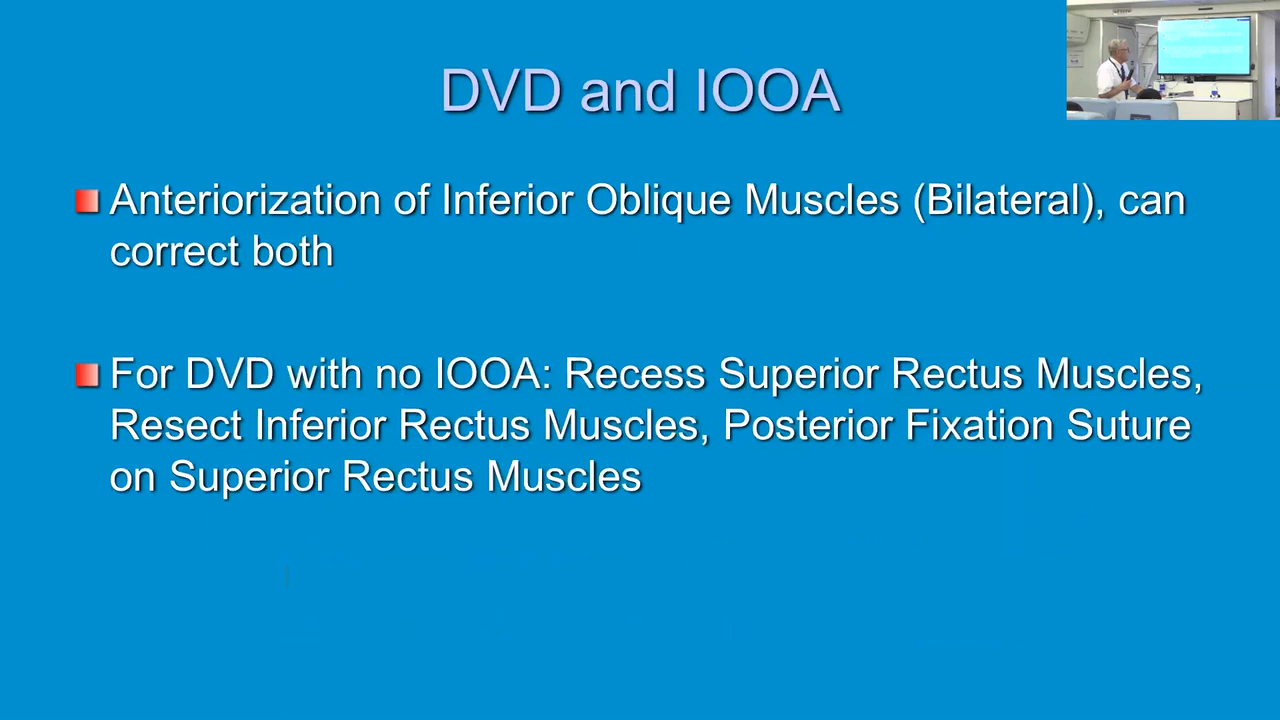 DVD and IOOA
Anteriorization of Inferior Oblique Muscles (Bilateral), can
correct both
For DVD with no IOOA: Recess Superior Rectus Muscles,
Resect Inferior Rectus Muscles, Posterior Fixation Suture
on Superior Rectus Muscles